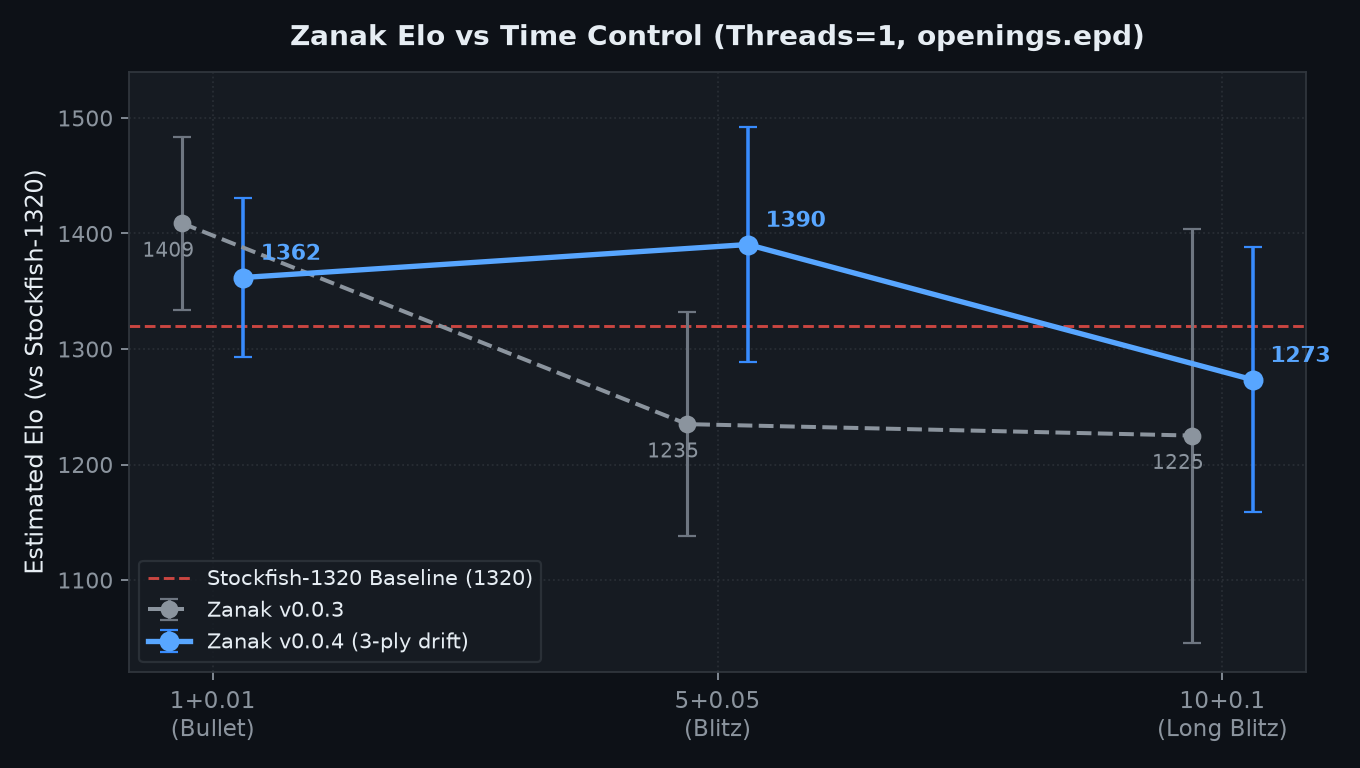 Zanak Elo vs Time Control (Threads=1, openings.epd)
Estimated Elo (vs Stockfish-1320)
1500
1400
1300
1200
1100
1409
1362
1390
1235
1273
1225
Stockfish-1320 Baseline (1320)
Zanak v0.0.3
Zanak v0.0.4 (3-ply drift)
1+0.01
(Bullet)
5+0.05
(Blitz)
10+0.1
(Long Blitz)